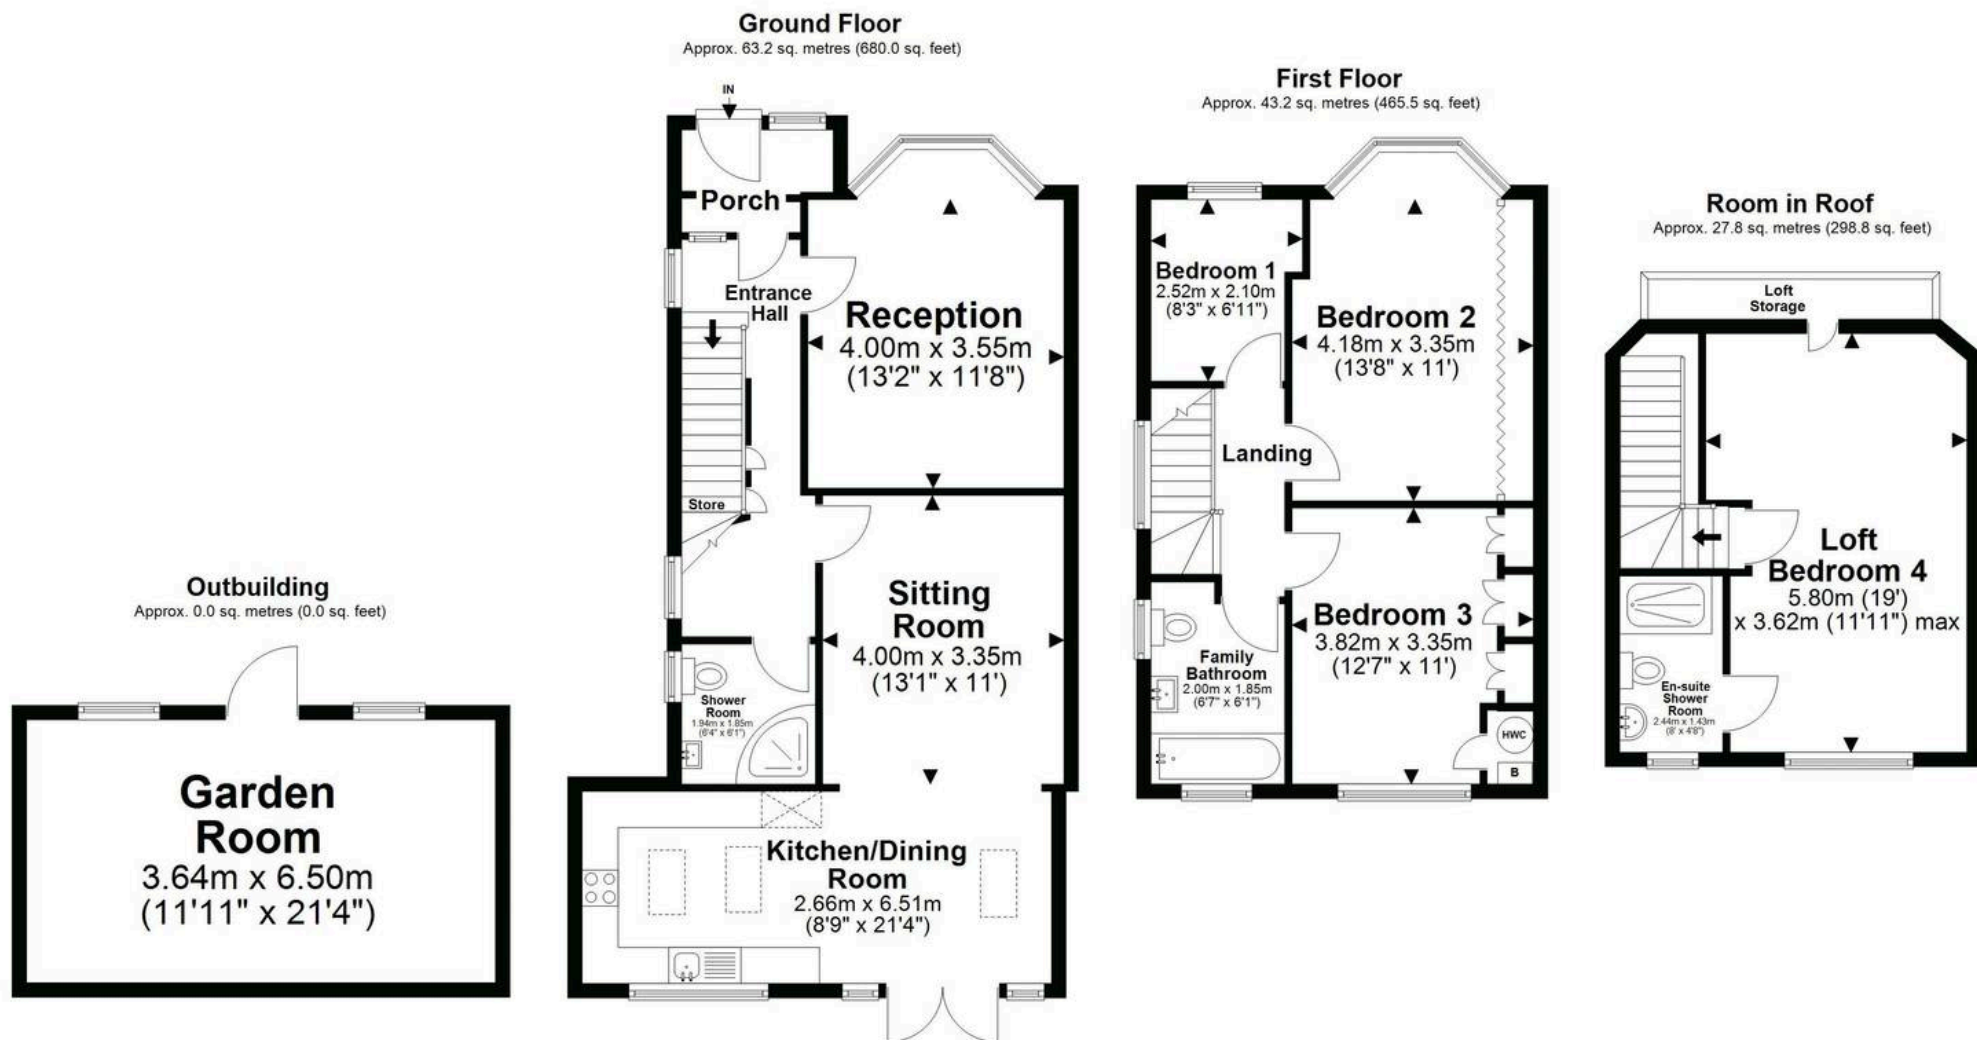 Ground Floor
Approx. 63.2 sq. metres (680.0 sq. feet)
IN
Porch
Entrance
Hall
Reception
4.00m x 3.55m
(13'2" x 11'8")
Store
Sitting
Room
4.00m x 3.35m
(13'1" x 11')
Shower
Room
1.94m x 1.85m
(6'4" x 6'1")
Kitchen/Dining
Room
2.66m x 6.51m
(8'9" x 21'4")
Outbuilding
Approx. 0.0 sq. metres (0.0 sq. feet)
Garden
Room
3.64m x 6.50m
(11'11" x 21'4")
First Floor
Approx. 43.2 sq. metres (465.5 sq. feet)
Bedroom 1
2.52m x 2.10m
(8'3" x 6'11")
Bedroom 2
4.18m x 3.35m
(13'8" x 11')
Landing
Bedroom 3
3.82m x 3.35m
(12'7" x 11')
Family
Bathroom
2.00m x 1.85m
(6'7" x 6'1")
HWC
B
Room in Roof
Approx. 27.8 sq. metres (298.8 sq. feet)
Loft
Storage
Loft
Bedroom 4
5.80m (19')
x 3.62m (11'11") max
En-suite
Shower
Room
2.44m x 1.43m
(8' x 4'8")